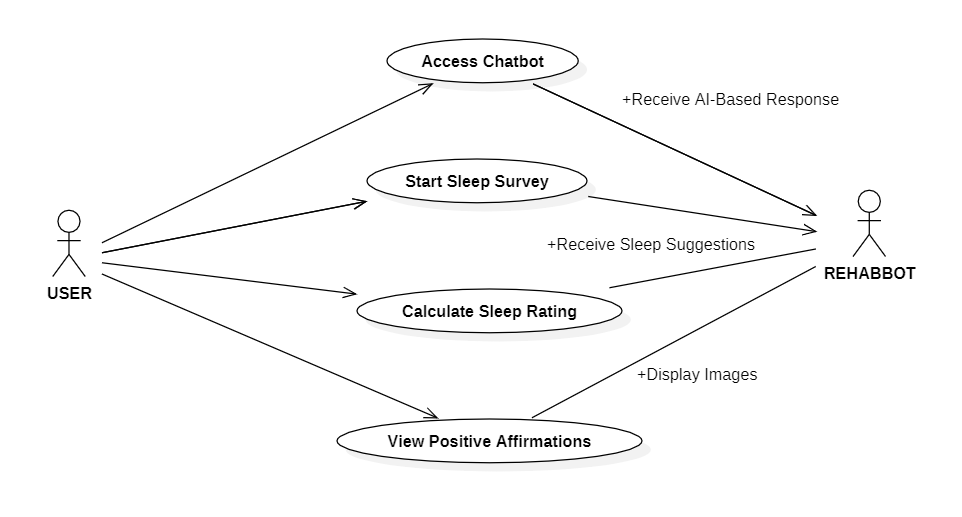 Access Chatbot
+Receive AI-Based Response
Start Sleep Survey
+Receive Sleep Suggestions
REHABBOT
USER
Calculate Sleep Rating
+Display Images
View Positive Affirmations